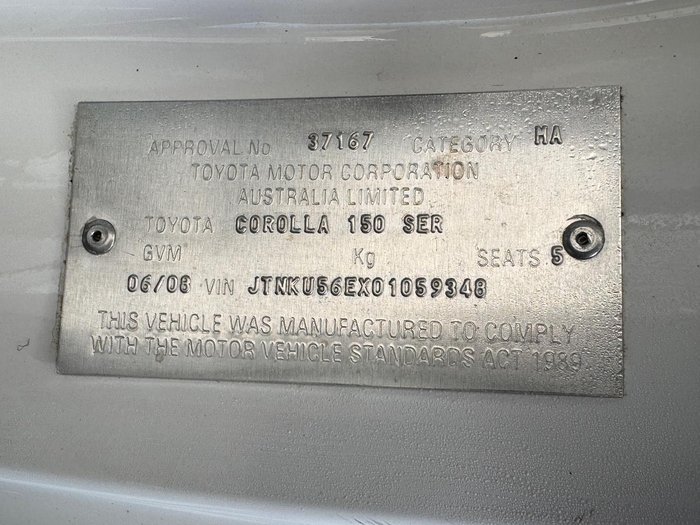 APPROVAL No 37167 CATEGORY MA
TOYOTA MOTOR CORPORATION
AUSTRALIA LIMITED
TOYOTA COROLLA 150 SER
GVM Kg SEATS 5
06/08 VIN JTNKU56EX01059348
THIS VEHICLE WAS MANUFACTURED TO COMPLY
WITH THE MOTOR VEHICLE STANDARDS ACT 1989